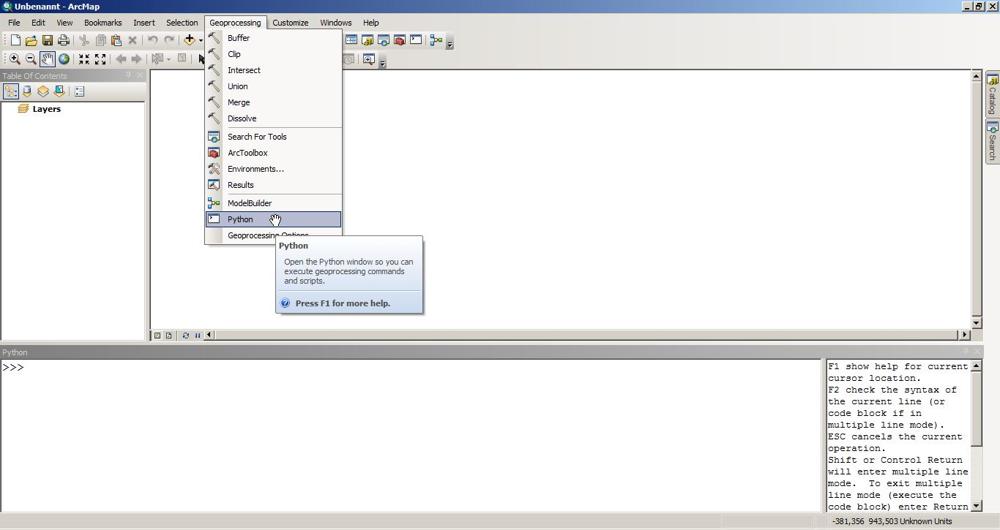 Unbenannt - ArcMap
File Edit View Bookmarks Insert Selection Geoprocessing Customize Windows Help
Buffer
Clip
Intersect
Union
Merge
Dissolve
Search For Tools
ArcToolbox
Environments...
Results
ModelBuilder
Python
Geoprocessing Options...
Python
Open the Python window so you can
execute geoprocessing commands
and scripts.
Press F1 for more help.
Table Of Contents
Layers
Catalog
Search
Python
>>>
F1 show help for current
cursor location.
F2 check the syntax of
the current line (or
code block if in
multiple line mode).
ESC cancels the current
operation.
Shift or Control Return
will enter multiple line
mode.  To exit multiple
line mode (execute the
code block) enter Return
-381,356  943,503 Unknown Units